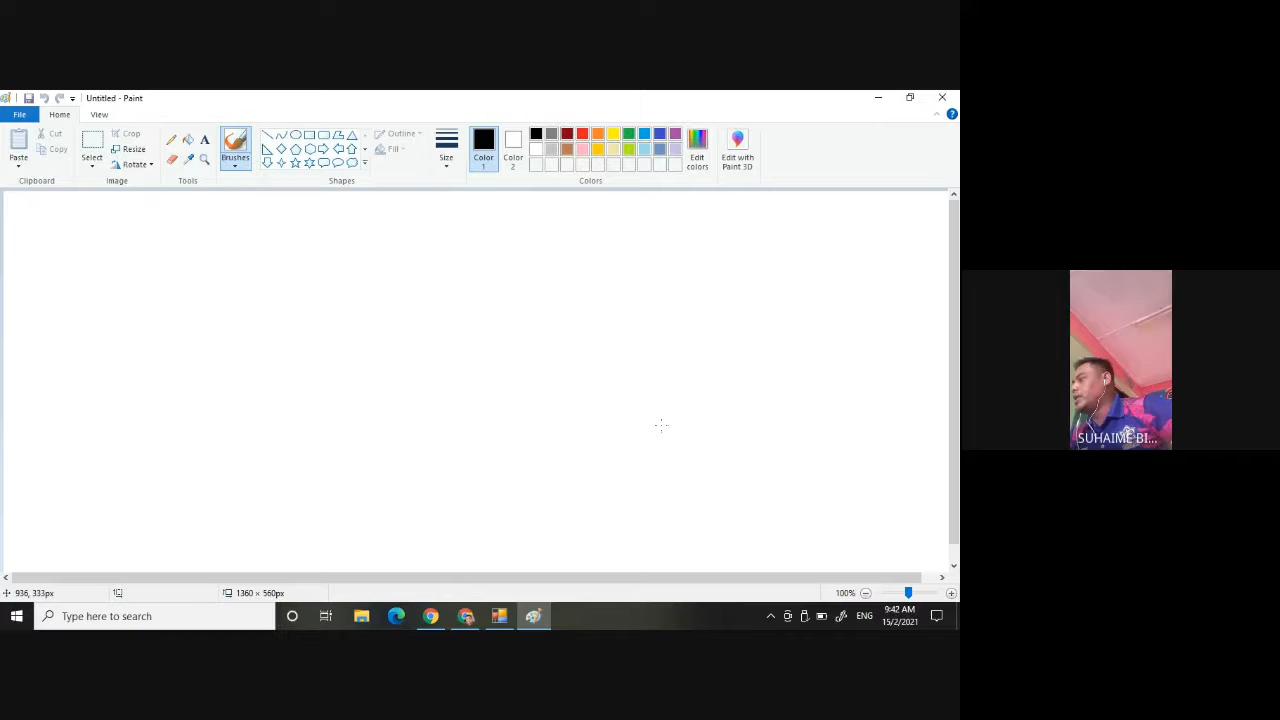 Untitled - Paint
File Home View
Paste
Cut
Copy
Clipboard
Select
Crop
Resize
Rotate
Image
A
Tools
Brushes
Outline
Fill
Shapes
Size
Color 1
Color 2
Edit colors
Colors
Edit with Paint 3D
SUHAIME BI...
936, 333px
1360 × 560px
100%
Type here to search
ENG
9:42 AM
15/2/2021